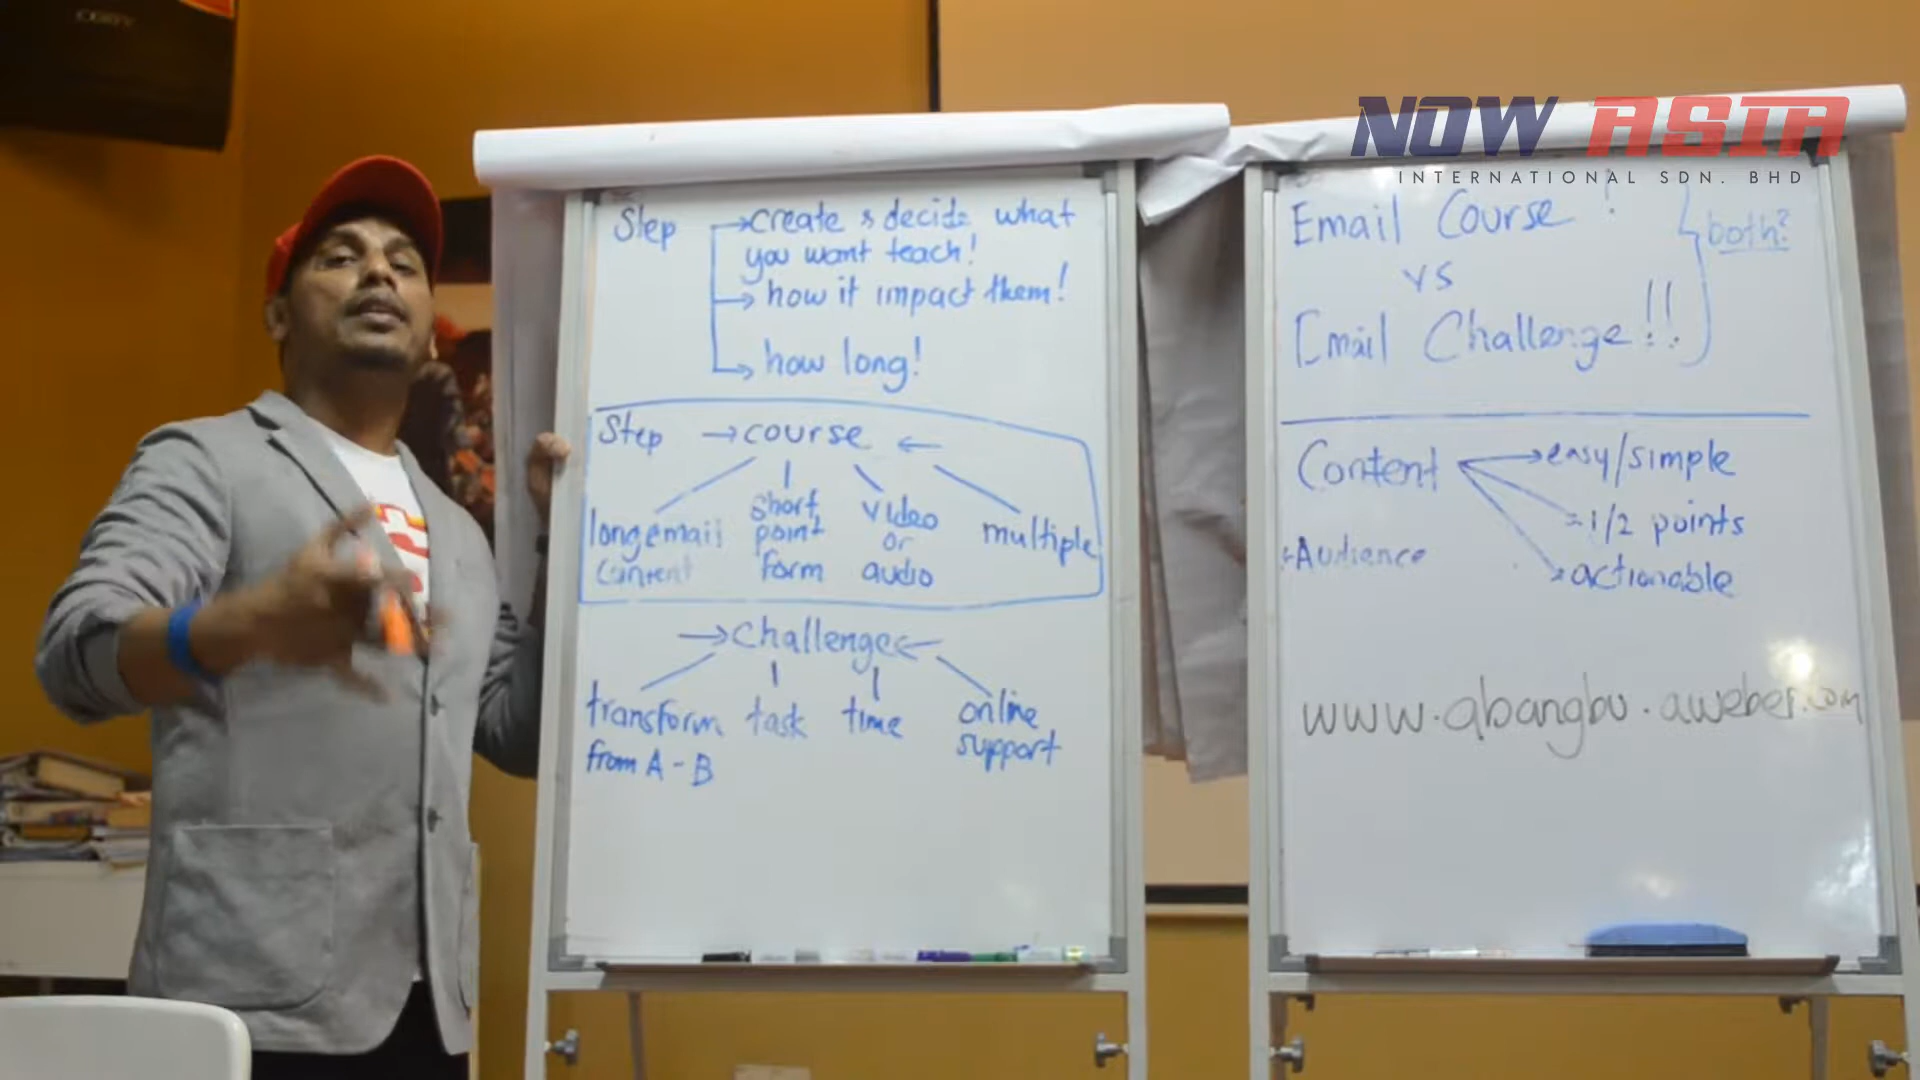 COBY
Step → create & decide what
you want teach!
→ how it impact them!
→ how long!
Step → course ←
long email content
short point form
video or audio
multiple
→ challenge ←
transform from A - B
task
time
online support
NOW ASIA
INTERNATIONAL SDN. BHD
Email Course !
vs
Email Challenge!!
both?
Content → easy/simple
→ 1/2 points
→ actionable
Audience
www.abangbu.aweber.com